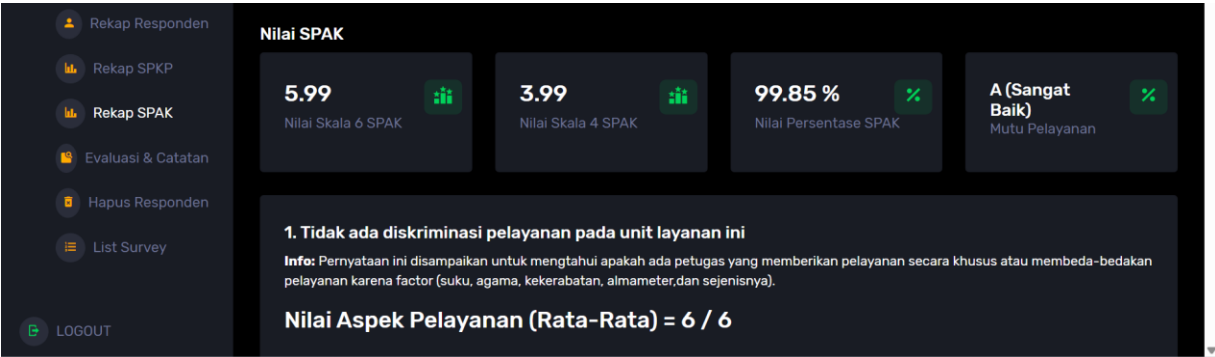 Rekap Responden
Rekap SPKP
Rekap SPAK
Evaluasi & Catatan
Hapus Responden
List Survey
LOGOUT
Nilai SPAK
5.99
Nilai Skala 6 SPAK
3.99
Nilai Skala 4 SPAK
99.85 %
Nilai Persentase SPAK
A (Sangat
Baik)
Mutu Pelayanan
1. Tidak ada diskriminasi pelayanan pada unit layanan ini
Info: Pernyataan ini disampaikan untuk mengtahui apakah ada petugas yang memberikan pelayanan secara khusus atau membeda-bedakan
pelayanan karena factor (suku, agama, kekerabatan, almameter,dan sejenisnya).
Nilai Aspek Pelayanan (Rata-Rata) = 6 / 6